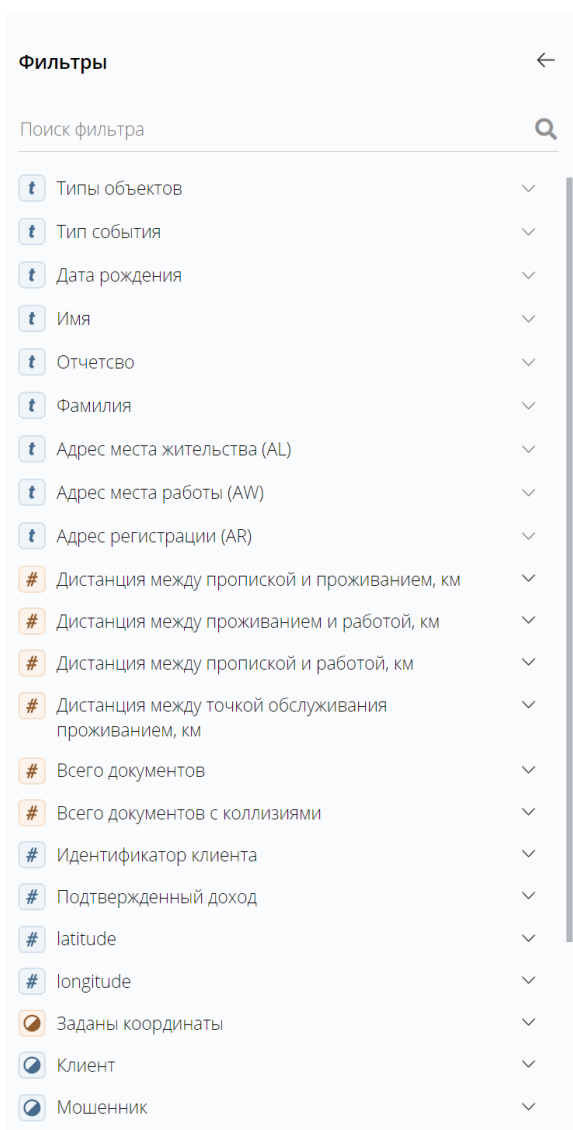 Фильтры
Поиск фильтра
t Типы объектов
t Тип события
t Дата рождения
t Имя
t Отчетсво
t Фамилия
t Адрес места жительства (AL)
t Адрес места работы (AW)
t Адрес регистрации (AR)
# Дистанция между пропиской и проживанием, км
# Дистанция между проживанием и работой, км
# Дистанция между пропиской и работой, км
# Дистанция между точкой обслуживания
проживанием, км
# Всего документов
# Всего документов с коллизиями
# Идентификатор клиента
# Подтвержденный доход
# latitude
# longitude
Заданы координаты
Клиент
Мошенник